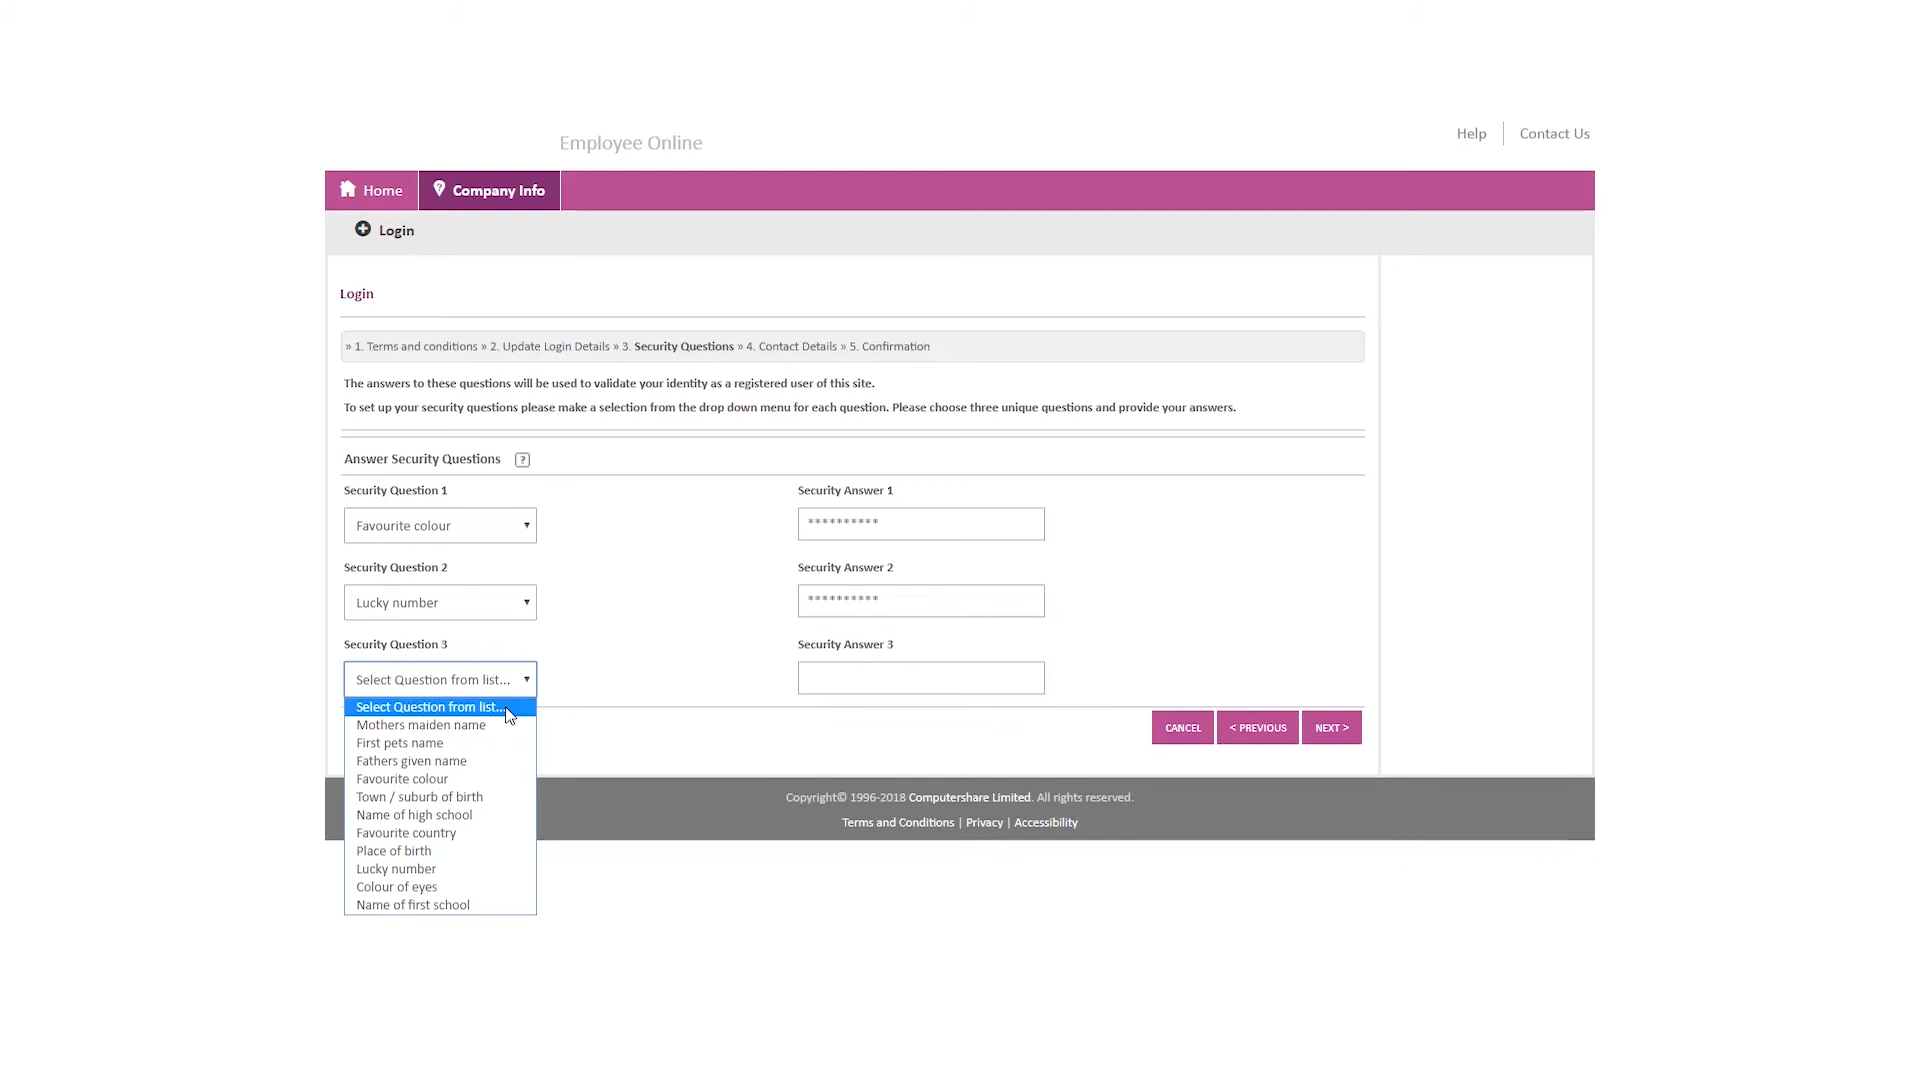 Employee Online
Help
Contact Us
Home
Company Info
Login
Login
» 1. Terms and conditions » 2. Update Login Details » 3. Security Questions » 4. Contact Details » 5. Confirmation
The answers to these questions will be used to validate your identity as a registered user of this site.
To set up your security questions please make a selection from the drop down menu for each question. Please choose three unique questions and provide your answers.
Answer Security Questions ?
Security Question 1
Security Answer 1
Favourite colour
**********
Security Question 2
Security Answer 2
Lucky number
**********
Security Question 3
Security Answer 3
Select Question from list...
Select Question from list...
Mothers maiden name
First pets name
Fathers given name
Favourite colour
Town / suburb of birth
Name of high school
Favourite country
Place of birth
Lucky number
Colour of eyes
Name of first school
CANCEL
< PREVIOUS
NEXT >
Copyright© 1996-2018 Computershare Limited. All rights reserved.
Terms and Conditions | Privacy | Accessibility